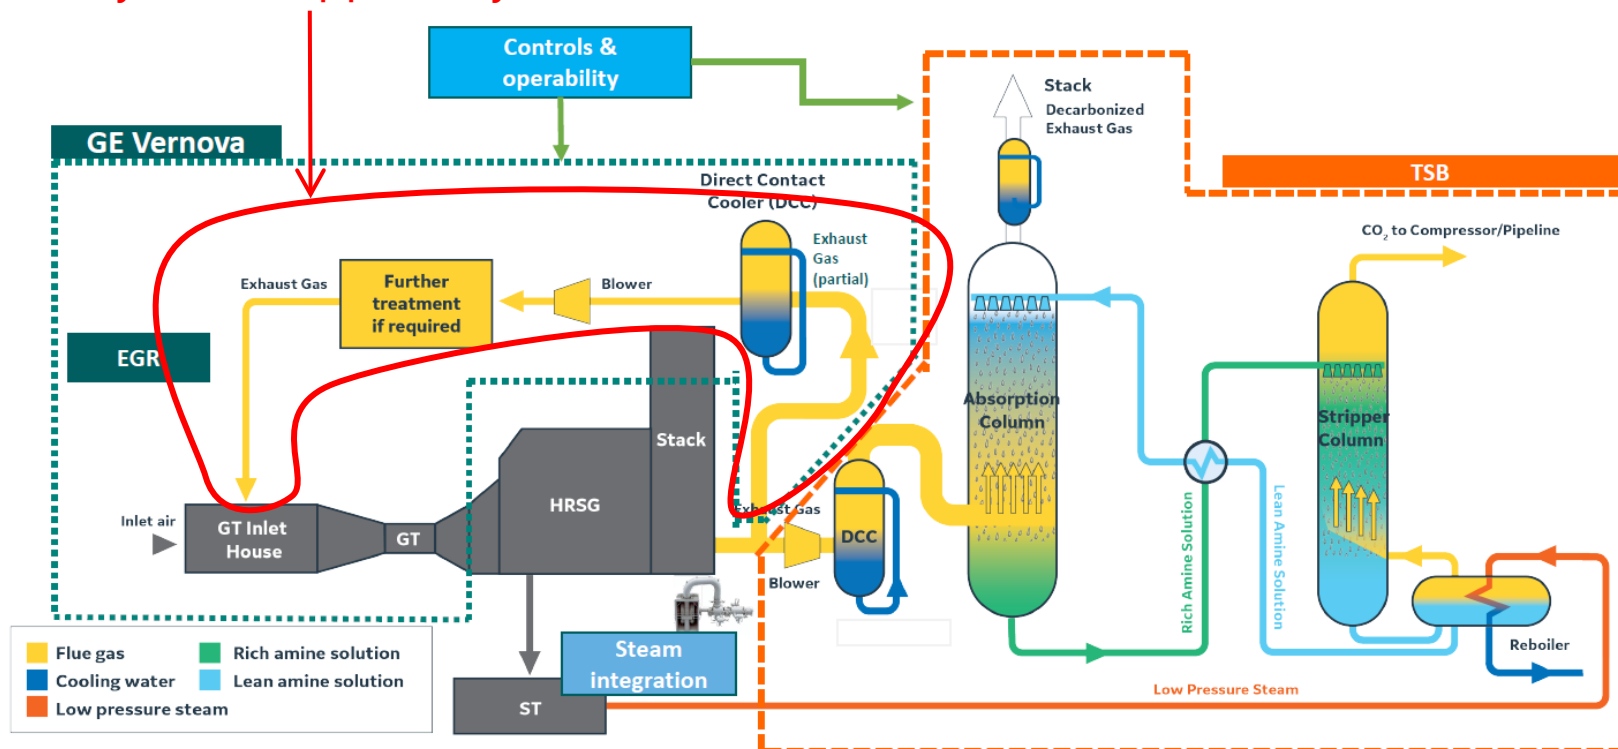 Controls &
operability
GE Vernova
TSB
Stack
Decarbonized
Exhaust Gas
Direct Contact
Cooler (DCC)
Exhaust
Gas
(partial)
CO2 to Compressor/Pipeline
Exhaust Gas
Further
treatment
if required
Blower
EGR
Absorption
Column
Stripper
Column
Stack
HRSG
Inlet air
GT Inlet
House
GT
Exhaust Gas
DCC
Blower
Rich Amine Solution
Lean Amine Solution
Reboiler
Steam
integration
ST
Low Pressure Steam
Flue gas
Rich amine solution
Cooling water
Lean amine solution
Low pressure steam